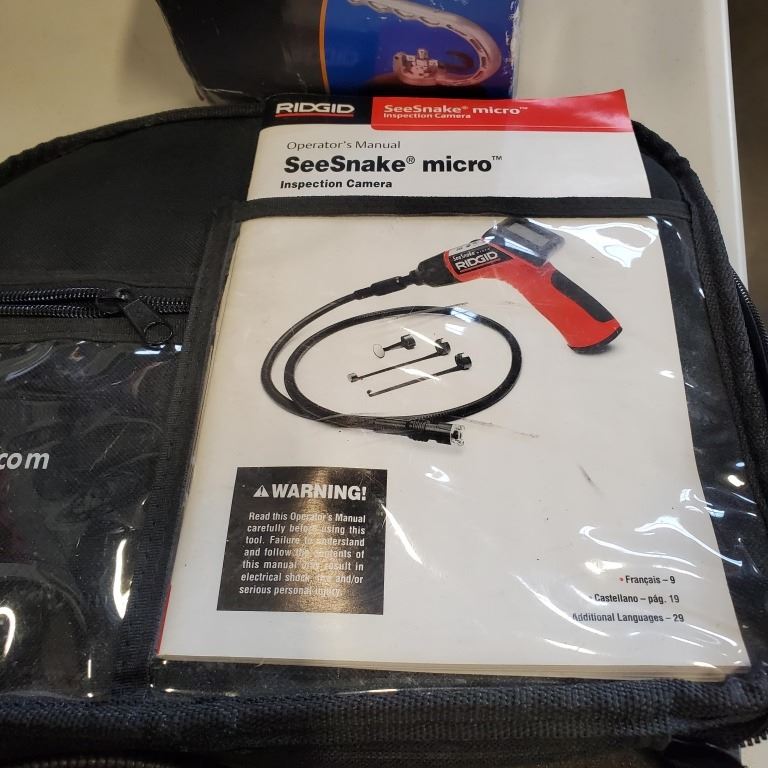 RIDGID
SeeSnake® micro™
Inspection Camera
Operator's Manual
SeeSnake® micro™
Inspection Camera
SeeSnake
RIDGID
.com
⚠WARNING!
Read this Operator's Manual
carefully before using this
tool. Failure to understand
and follow the contents of
this manual may result in
electrical shock, fire and/or
serious personal injury.
• Français – 9
• Castellano – pág. 19
Additional Languages – 29